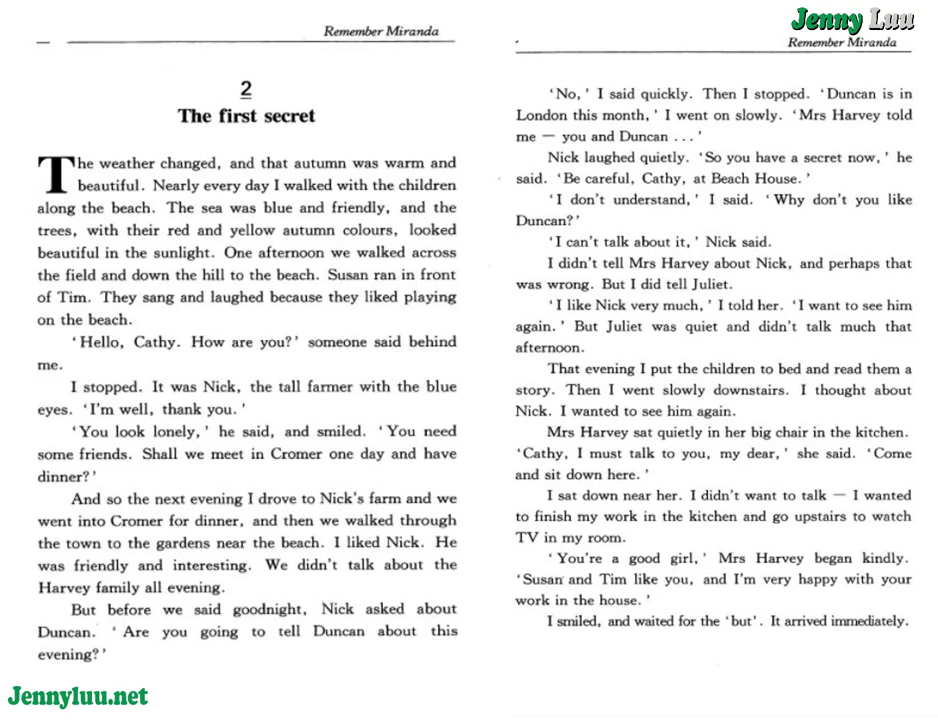 Remember Miranda
2
The first secret
The weather changed, and that autumn was warm and
beautiful. Nearly every day I walked with the children
along the beach. The sea was blue and friendly, and the
trees, with their red and yellow autumn colours, looked
beautiful in the sunlight. One afternoon we walked across
the field and down the hill to the beach. Susan ran in front
of Tim. They sang and laughed because they liked playing
on the beach.
'Hello, Cathy. How are you?' someone said behind
me.
I stopped. It was Nick, the tall farmer with the blue
eyes. 'I'm well, thank you.'
'You look lonely,' he said, and smiled. 'You need
some friends. Shall we meet in Cromer one day and have
dinner?'
And so the next evening I drove to Nick's farm and we
went into Cromer for dinner, and then we walked through
the town to the gardens near the beach. I liked Nick. He
was friendly and interesting. We didn't talk about the
Harvey family all evening.
But before we said goodnight, Nick asked about
Duncan. 'Are you going to tell Duncan about this
evening?'
Jennyluu.net
Jenny Luu
Remember Miranda
'No,' I said quickly. Then I stopped. 'Duncan is in
London this month,' I went on slowly. 'Mrs Harvey told
me — you and Duncan ...'
Nick laughed quietly. 'So you have a secret now,' he
said. 'Be careful, Cathy, at Beach House.'
'I don't understand,' I said. 'Why don't you like
Duncan?'
'I can't talk about it,' Nick said.
I didn't tell Mrs Harvey about Nick, and perhaps that
was wrong. But I did tell Juliet.
'I like Nick very much,' I told her. 'I want to see him
again.' But Juliet was quiet and didn't talk much that
afternoon.
That evening I put the children to bed and read them a
story. Then I went slowly downstairs. I thought about
Nick. I wanted to see him again.
Mrs Harvey sat quietly in her big chair in the kitchen.
'Cathy, I must talk to you, my dear,' she said. 'Come
and sit down here.'
I sat down near her. I didn't want to talk — I wanted
to finish my work in the kitchen and go upstairs to watch
TV in my room.
'You're a good girl,' Mrs Harvey began kindly.
'Susan and Tim like you, and I'm very happy with your
work in the house.'
I smiled, and waited for the 'but'. It arrived immediately.